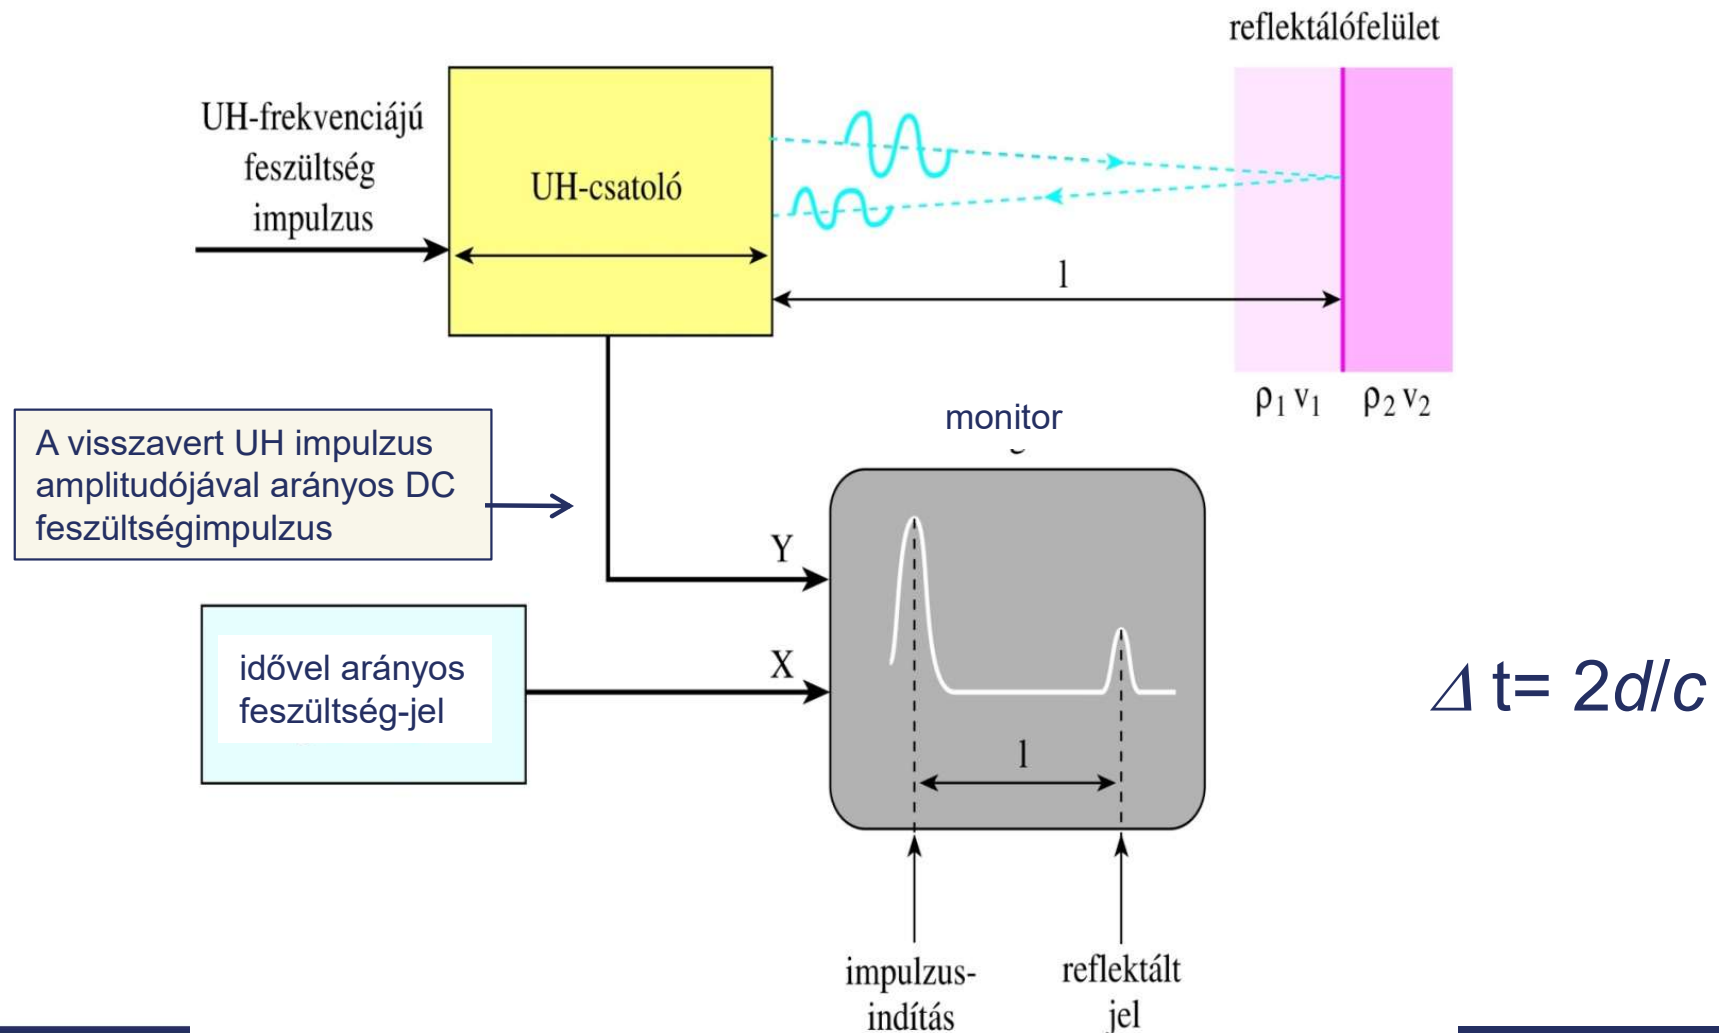 reflektálófelület
UH-frekvenciájú
feszültség
impulzus
UH-csatoló
l
ρ₁ v₁
ρ₂ v₂
A visszavert UH impulzus
amplitudójával arányos DC
feszültségimpulzus
monitor
Y
idővel arányos
feszültség-jel
X
l
Δ t= 2d/c
impulzus-
indítás
reflektált
jel